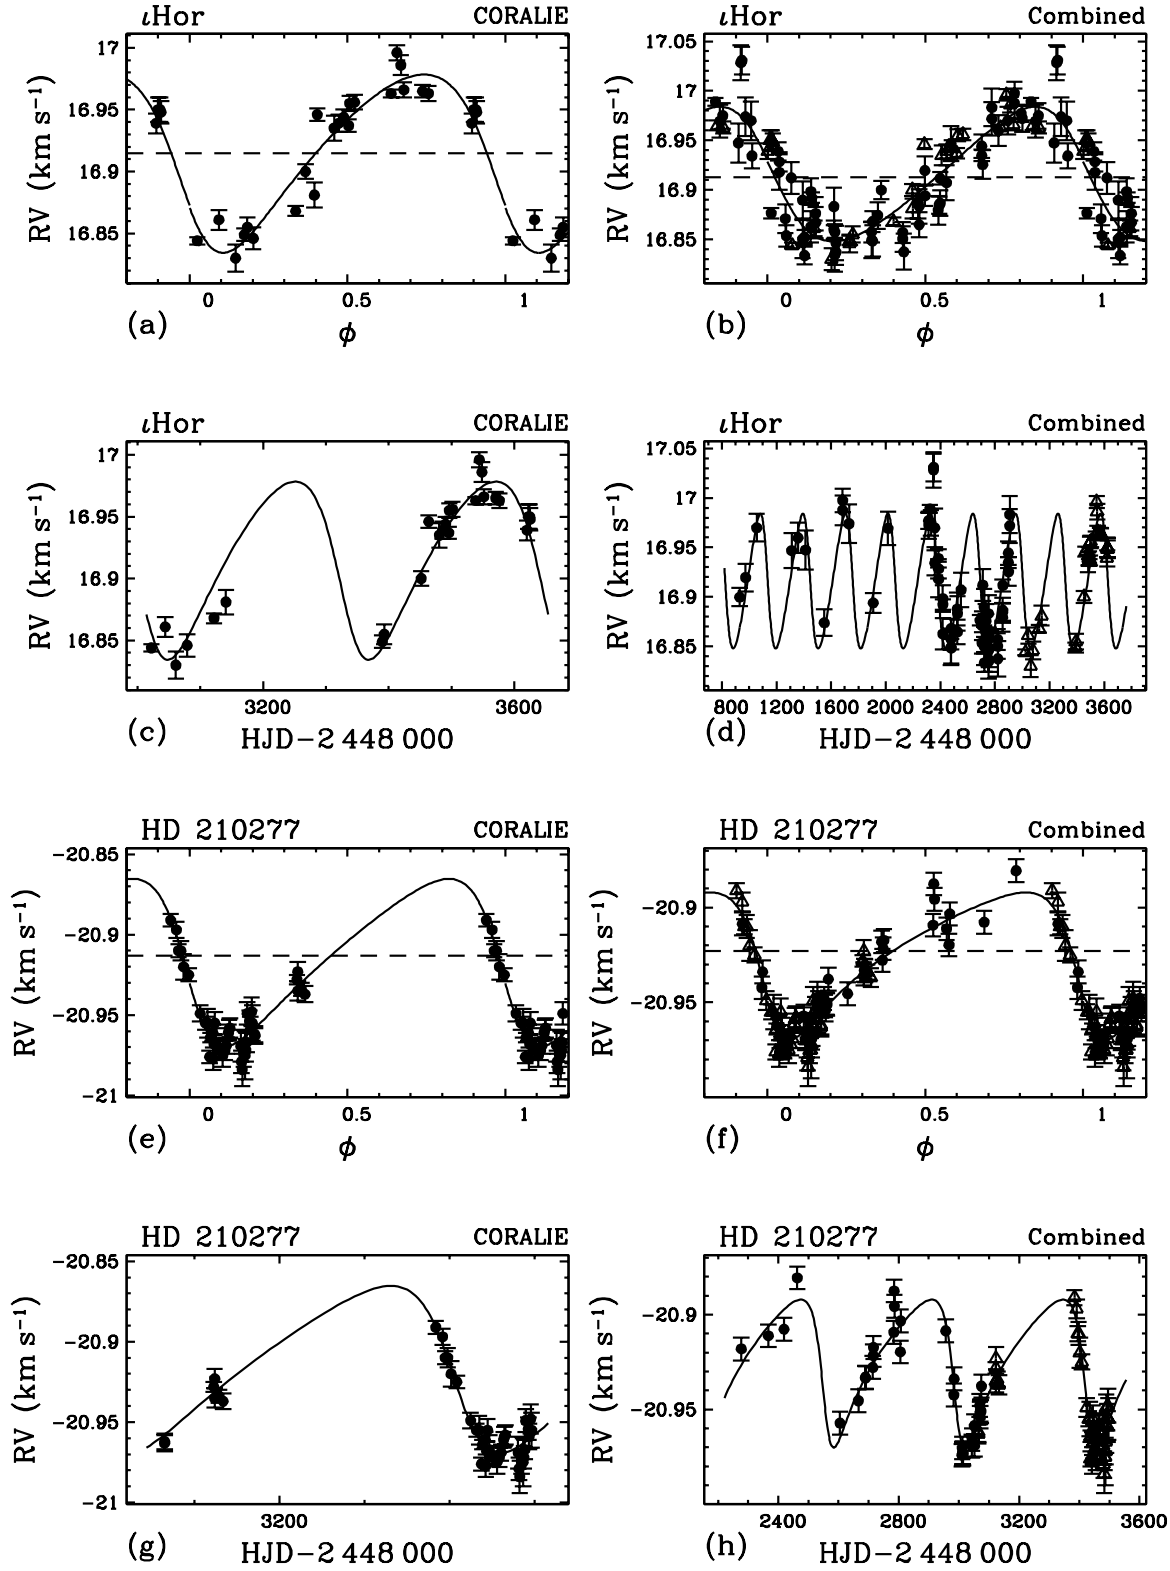 ιHor CORALIE
17
16.95
16.9
16.85
RV (km s⁻¹)
0 0.5 1
(a) ϕ
ιHor Combined
17.05
17
16.95
16.9
16.85
RV (km s⁻¹)
0 0.5 1
(b) ϕ
ιHor CORALIE
17
16.95
16.9
16.85
RV (km s⁻¹)
3200 3600
(c) HJD−2 448 000
ιHor Combined
17.05
17
16.95
16.9
16.85
RV (km s⁻¹)
800 1200 1600 2000 2400 2800 3200 3600
(d) HJD−2 448 000
HD 210277 CORALIE
−20.85
−20.9
−20.95
−21
RV (km s⁻¹)
0 0.5 1
(e) ϕ
HD 210277 Combined
−20.9
−20.95
RV (km s⁻¹)
0 0.5 1
(f) ϕ
HD 210277 CORALIE
−20.85
−20.9
−20.95
−21
RV (km s⁻¹)
3200
(g) HJD−2 448 000
HD 210277 Combined
−20.9
−20.95
RV (km s⁻¹)
2400 2800 3200 3600
(h) HJD−2 448 000